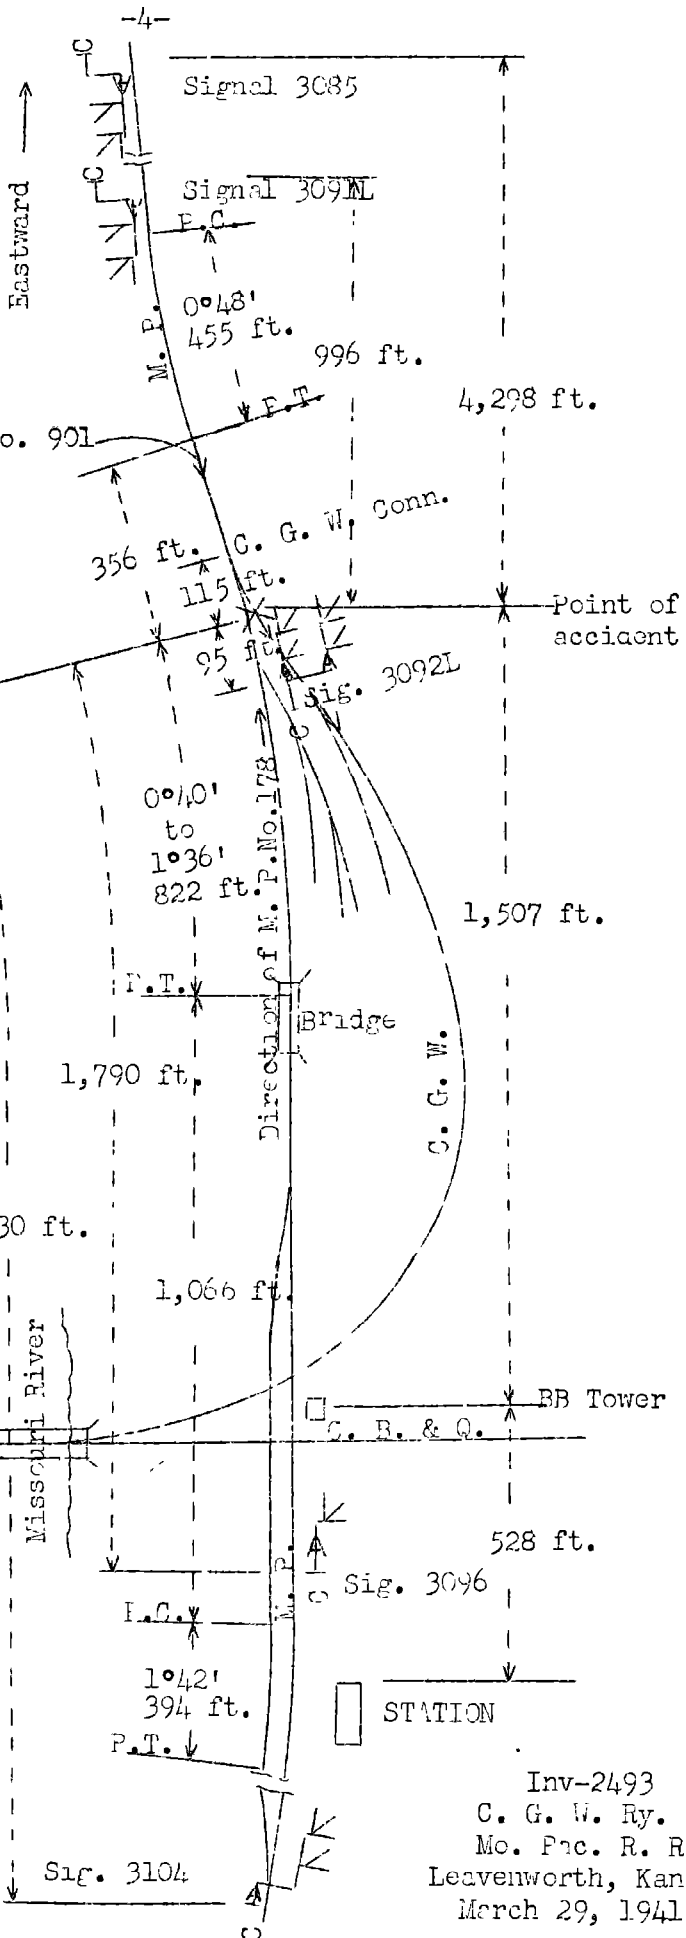 -4-
C
Signal 3085
Eastward
C
Signal 3091L
P.C.
0°48'
455 ft.
M. P.
996 ft.
4,298 ft.
P.T.
o. 901
C. G. W. Conn.
356 ft.
115 ft.
Point of
accident
95 ft.
Sig. 3092L
C
0°40'
to
1°36'
822 ft.
Direction of M. P. No. 178
1,507 ft.
P.T.
Bridge
1,790 ft.
C. G. W.
30 ft.
1,066 ft.
Missouri River
BB Tower
C. B. & Q.
528 ft.
M. P.
C
Sig. 3096
P.C.
1°42'
394 ft.
STATION
P.T.
Inv-2493
C. G. W. Ry.
Mo. Pac. R. R
Leavenworth, Kan
March 29, 1941
Sig. 3104
C